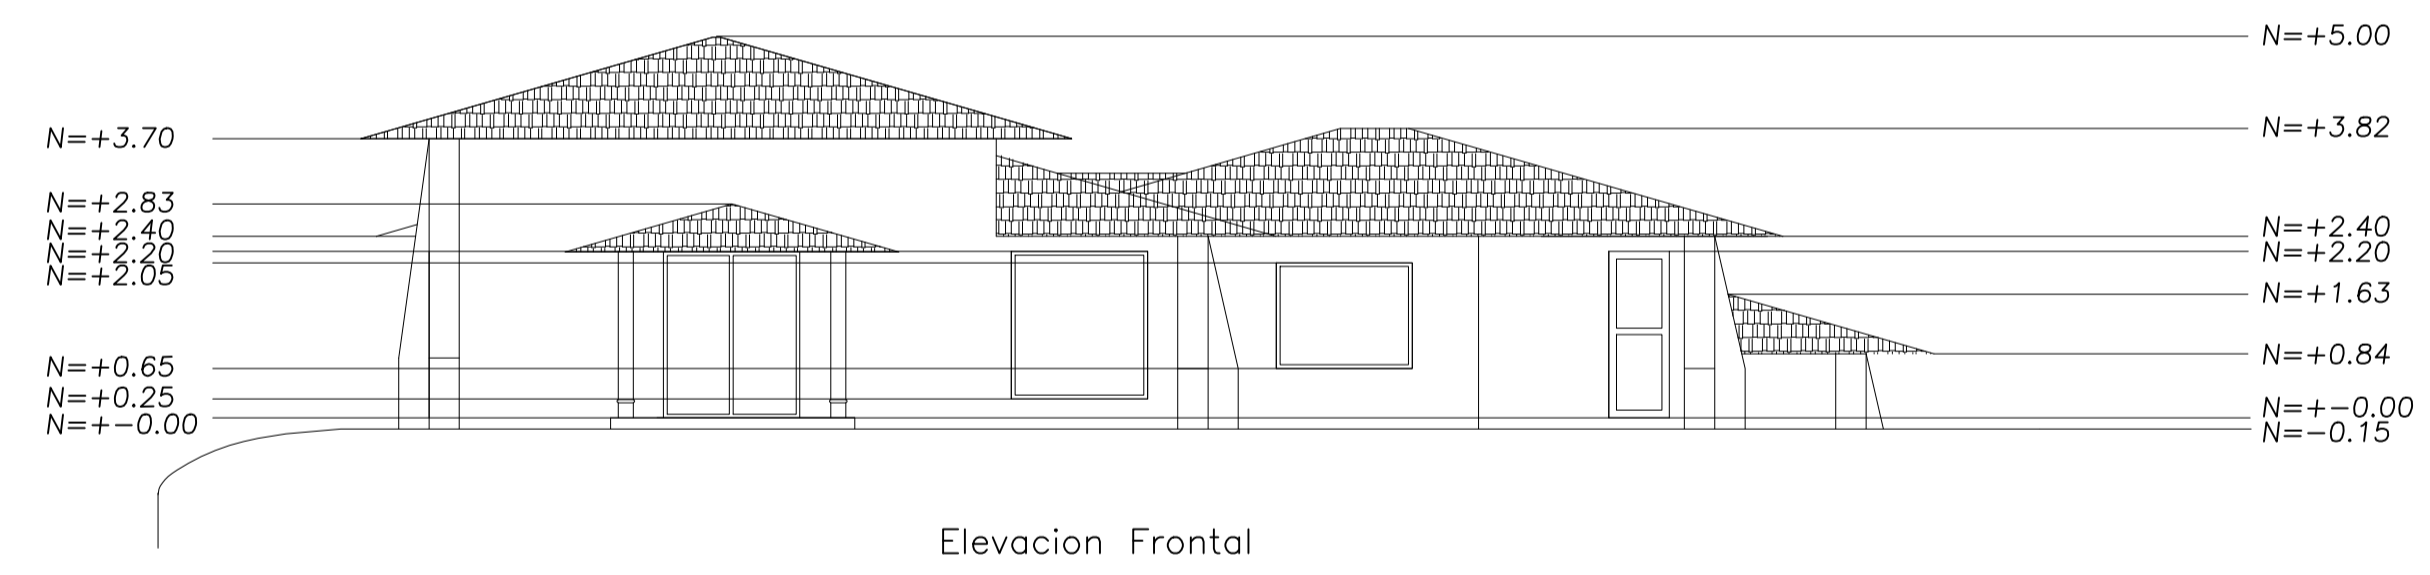 N=+5.00
N=+3.82
N=+3.70
N=+2.83
N=+2.40
N=+2.40
N=+2.20
N=+2.20
N=+2.05
N=+1.63
N=+0.84
N=+0.65
N=+0.25
N=+-0.00
N=+-0.00
N=-0.15
Elevacion Frontal